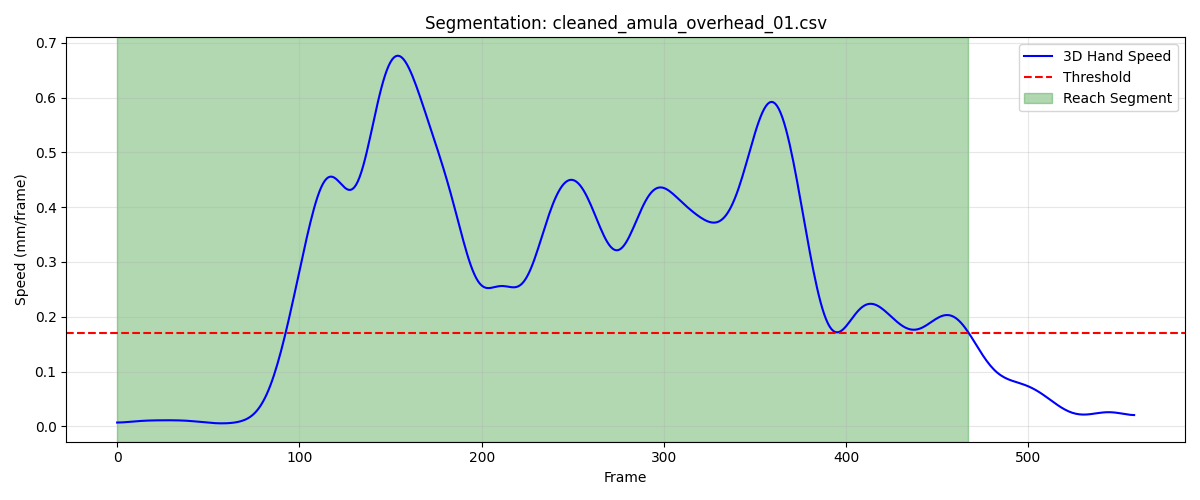 Segmentation: cleaned_amula_overhead_01.csv
0.7
0.6
0.5
0.4
0.3
0.2
0.1
0.0
Speed (mm/frame)
3D Hand Speed
Threshold
Reach Segment
0 100 200 300 400 500
Frame